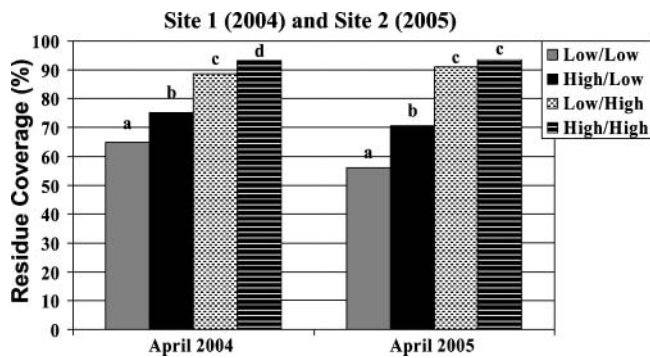 Site 1 (2004) and Site 2 (2005)
Residue Coverage (%)
100
90
80
70
60
50
40
30
20
10
0
a
b
c
d
a
b
c
c
April 2004
April 2005
Low/Low
High/Low
Low/High
High/High